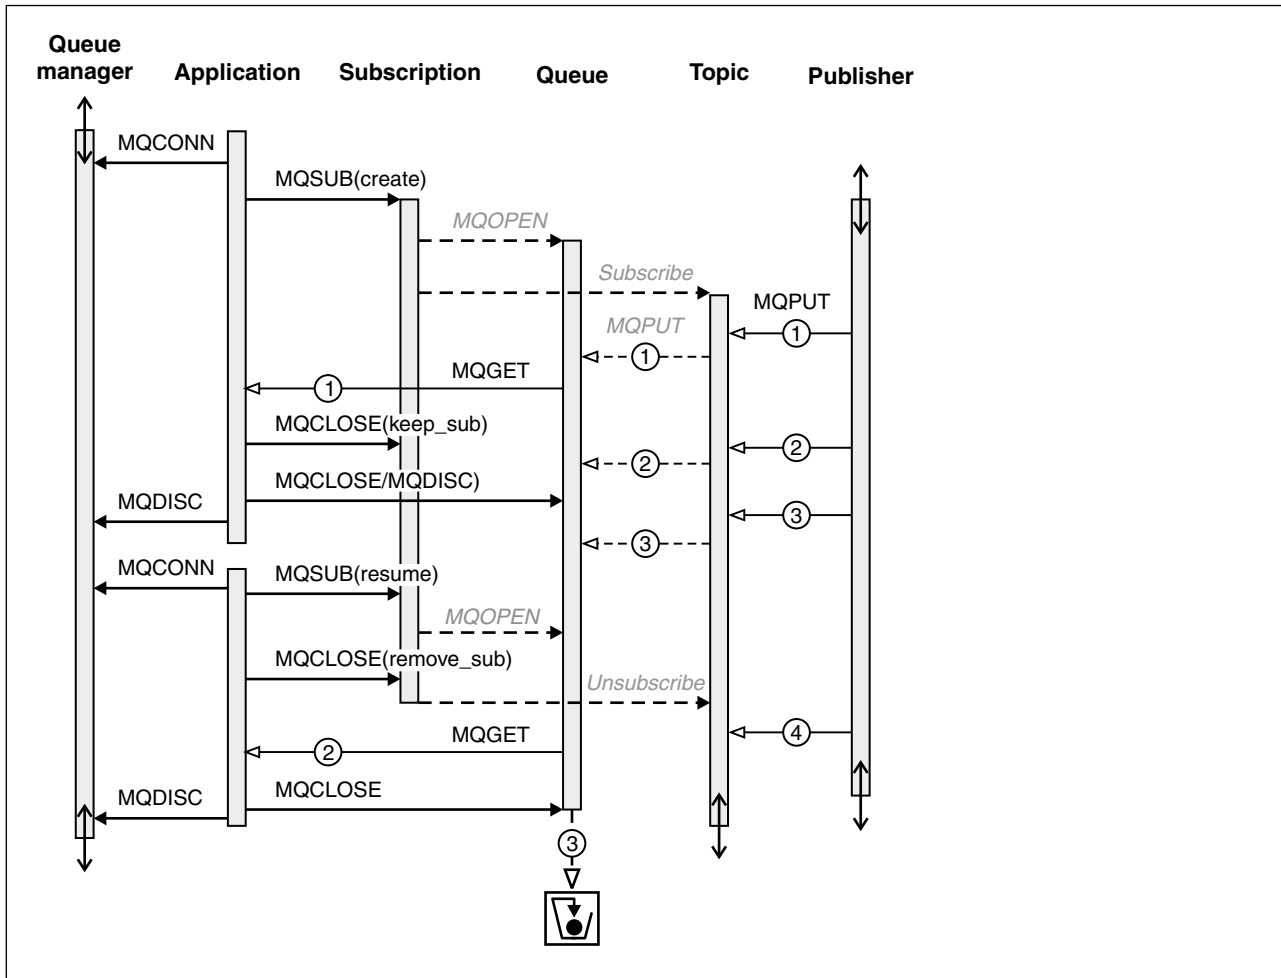 Queue
manager Application Subscription Queue Topic Publisher
MQCONN
MQSUB(create)
MQOPEN
Subscribe
MQPUT
1
MQPUT
1
MQGET
1
MQCLOSE(keep_sub)
2
2
MQCLOSE/MQDISC)
MQDISC
3
3
MQCONN
MQSUB(resume)
MQOPEN
MQCLOSE(remove_sub)
Unsubscribe
4
MQGET
2
MQCLOSE
MQDISC
3